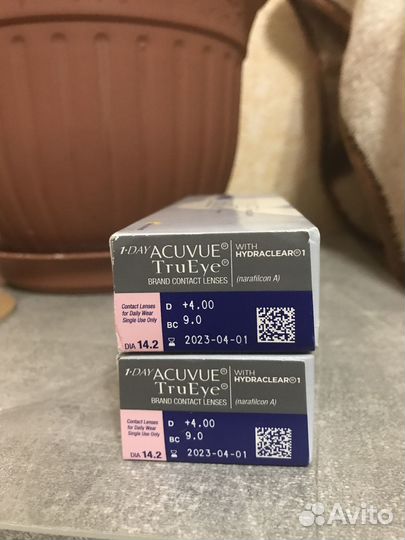 1·DAY ACUVUE®
TruEye®
BRAND CONTACT LENSES
WITH
HYDRACLEAR®1
(narafilcon A)
Contact Lenses
for Daily Wear
Single Use Only
DIA 14.2
D +4.00
BC 9.0
2023-04-01
1·DAY ACUVUE®
TruEye®
BRAND CONTACT LENSES
WITH
HYDRACLEAR®1
(narafilcon A)
Contact Lenses
for Daily Wear
Single Use Only
DIA 14.2
D +4.00
BC 9.0
2023-04-01
Avito